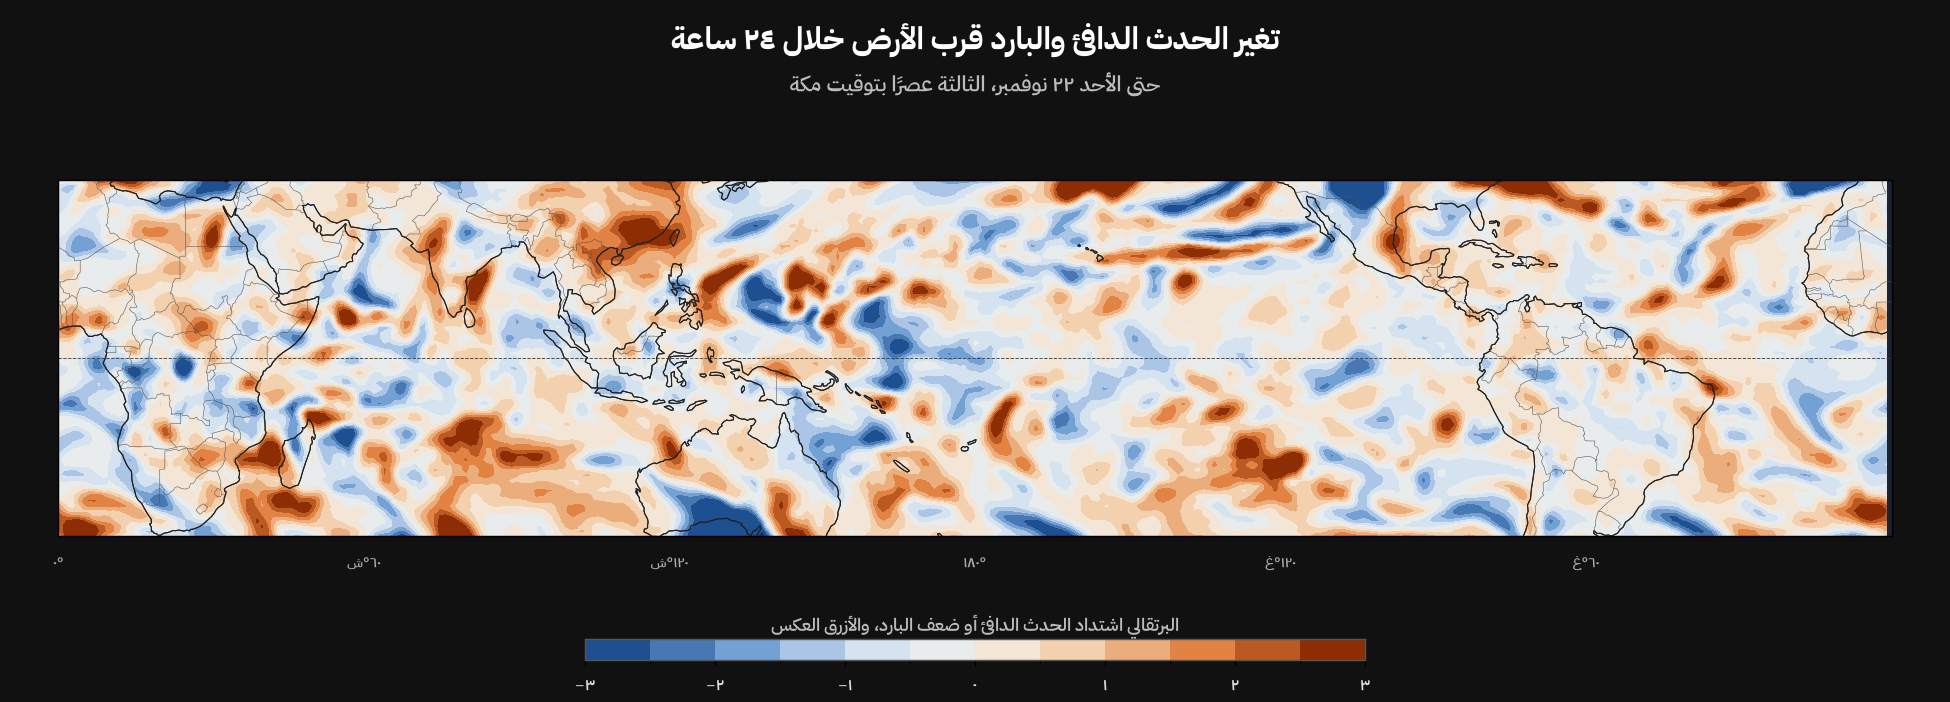 تغير الحدث الدافئ والبارد قرب الأرض خلال ٢٤ ساعة
حتى الأحد ٢٢ نوفمبر، الثالثة عصرًا بتوقيت مكة
٠°
٦٠°ش
١٢٠°ش
١٨٠°
١٢٠°غ
٦٠°غ
البرتقالي اشتداد الحدث الدافئ أو ضعف البارد، والأزرق العكس
−٣
−٢
−١
٠
١
٢
٣